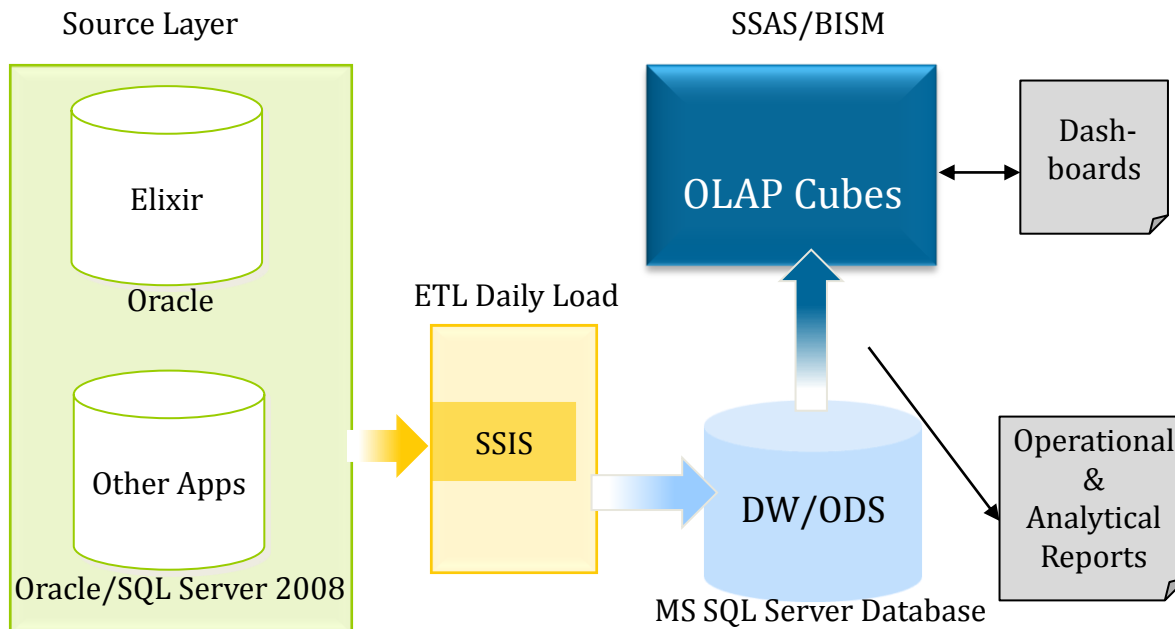 Source Layer
SSAS/BISM
Elixir
Oracle
Other Apps
Oracle/SQL Server 2008
ETL Daily Load
SSIS
OLAP Cubes
Dash-
boards
DW/ODS
MS SQL Server Database
Operational
&
Analytical
Reports